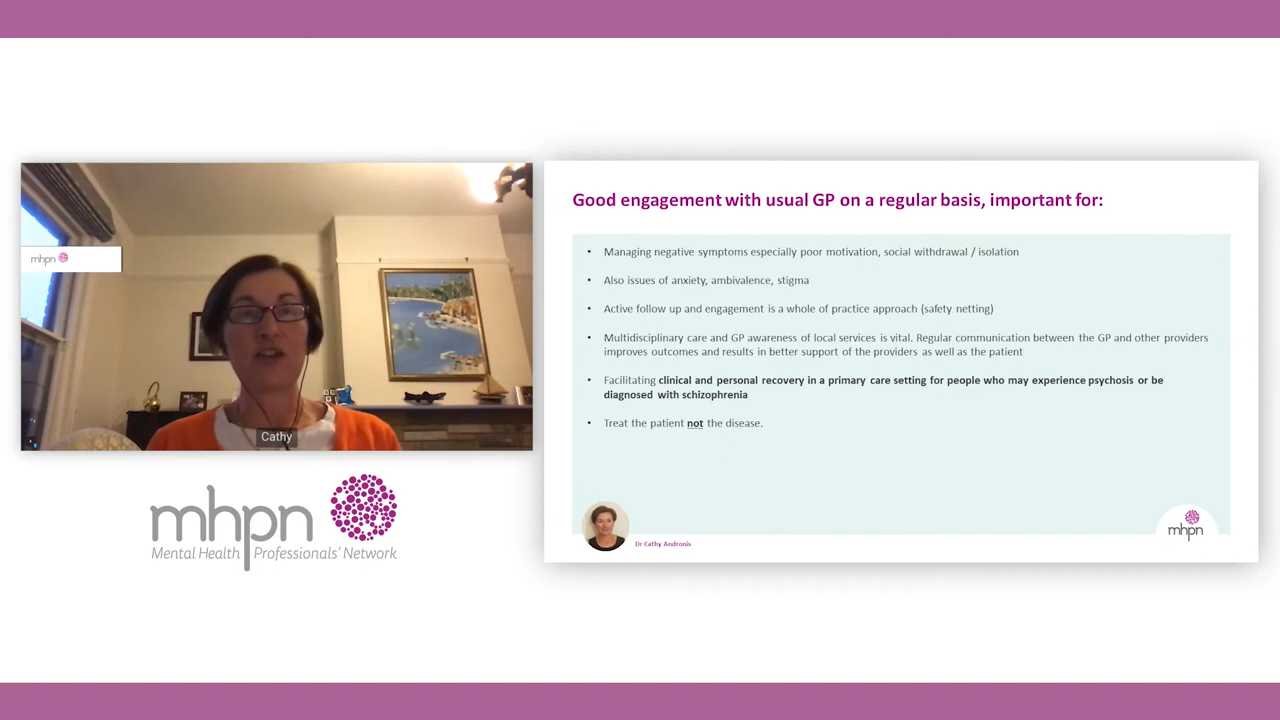 Good engagement with usual GP on a regular basis, important for:
mhpn
• Managing negative symptoms especially poor motivation, social withdrawal / isolation
• Also issues of anxiety, ambivalence, stigma
• Active follow up and engagement is a whole of practice approach (safety netting)
• Multidisciplinary care and GP awareness of local services is vital. Regular communication between the GP and other providers
improves outcomes and results in better support of the providers as well as the patient
• Facilitating clinical and personal recovery in a primary care setting for people who may experience psychosis or be
diagnosed with schizophrenia
• Treat the patient not the disease.
Cathy
mhpn
Mental Health Professionals' Network
Dr Cathy Andronis
mhpn